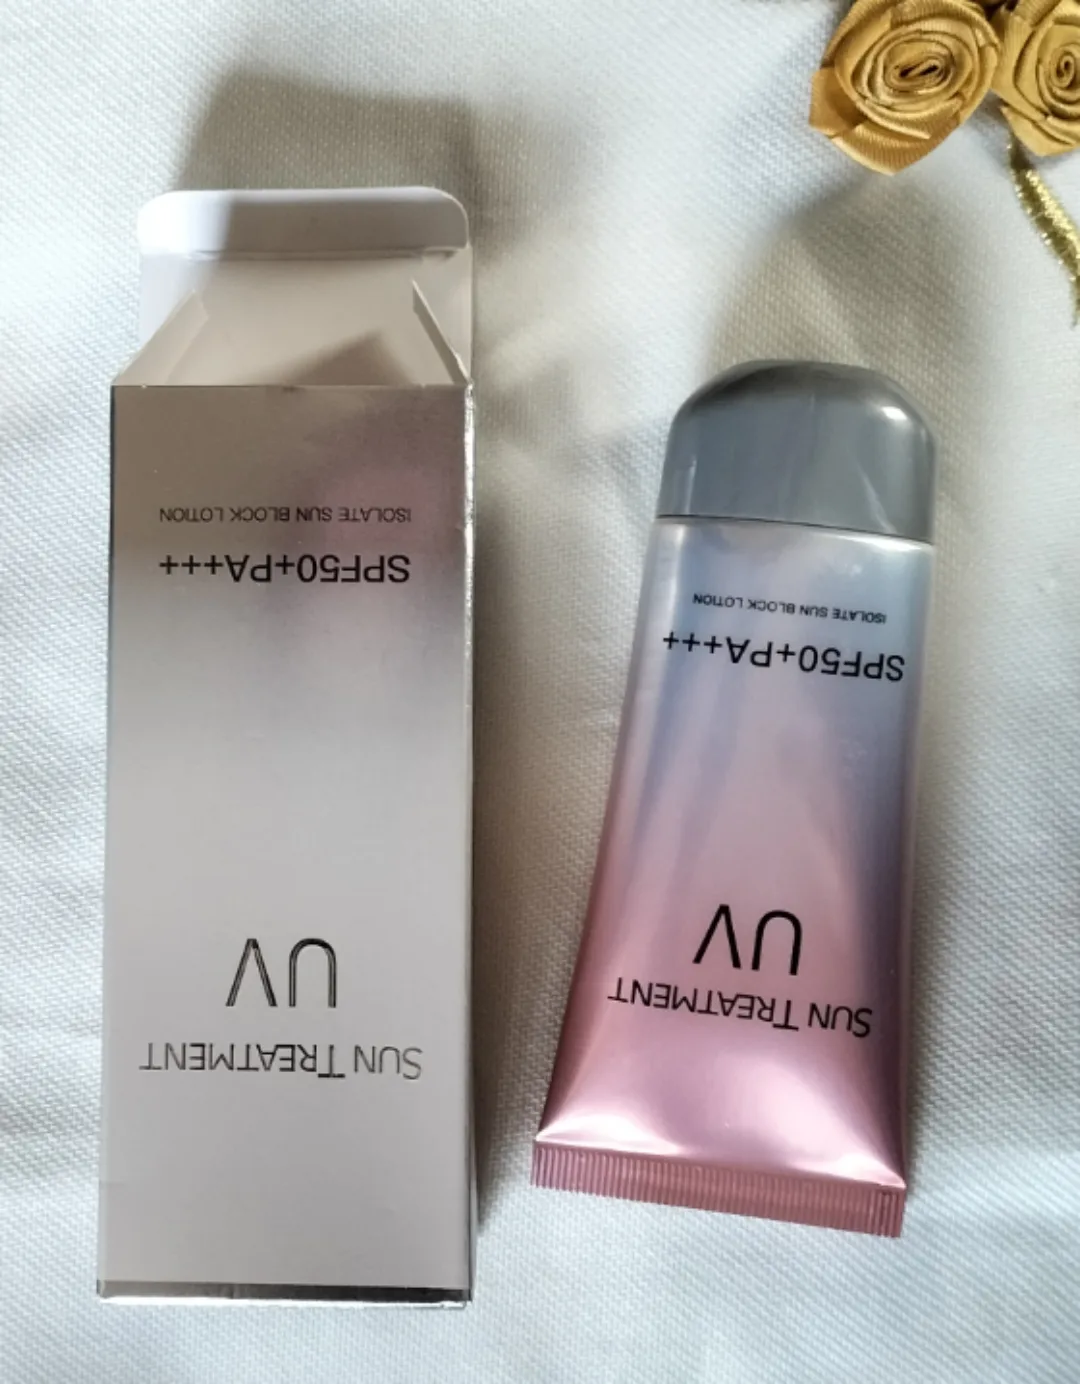 SUN TREATMENT
UV
SPF50+PA+++
ISOLATE SUN BLOCK LOTION
SUN TREATMENT
UV
SPF50+PA+++
ISOLATE SUN BLOCK LOTION